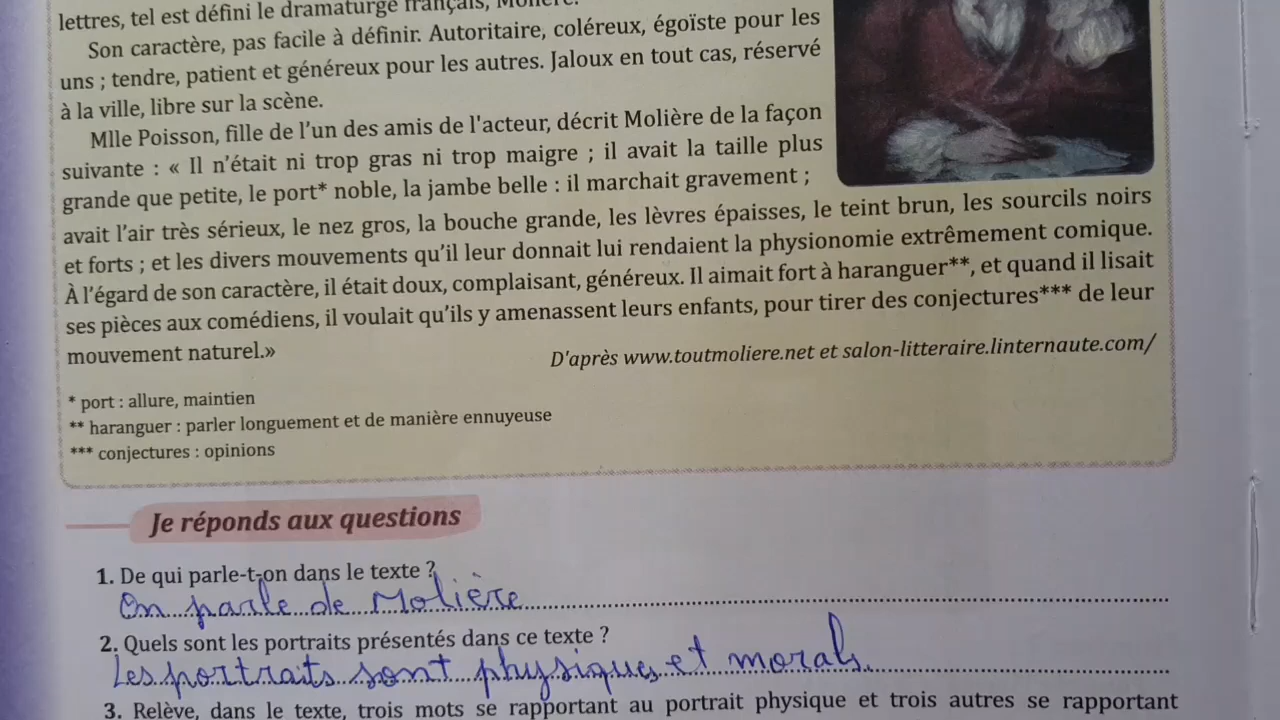 lettres, tel est défini le dramaturge français, Molière.
Son caractère, pas facile à définir. Autoritaire, coléreux, égoïste pour les
uns ; tendre, patient et généreux pour les autres. Jaloux en tout cas, réservé
à la ville, libre sur la scène.
Mlle Poisson, fille de l'un des amis de l'acteur, décrit Molière de la façon
suivante : « Il n'était ni trop gras ni trop maigre ; il avait la taille plus
grande que petite, le port* noble, la jambe belle : il marchait gravement ;
avait l'air très sérieux, le nez gros, la bouche grande, les lèvres épaisses, le teint brun, les sourcils noirs
et forts ; et les divers mouvements qu'il leur donnait lui rendaient la physionomie extrêmement comique.
À l'égard de son caractère, il était doux, complaisant, généreux. Il aimait fort à haranguer**, et quand il lisait
ses pièces aux comédiens, il voulait qu'ils y amenassent leurs enfants, pour tirer des conjectures*** de leur
mouvement naturel.»
D'après www.toutmoliere.net et salon-litteraire.linternaute.com/
* port : allure, maintien
** haranguer : parler longuement et de manière ennuyeuse
*** conjectures : opinions
Je réponds aux questions
1. De qui parle-t-on dans le texte ?
On parle de Molière
2. Quels sont les portraits présentés dans ce texte ?
Les portraits sont physiques et morals.
3. Relève, dans le texte, trois mots se rapportant au portrait physique et trois autres se rapportant